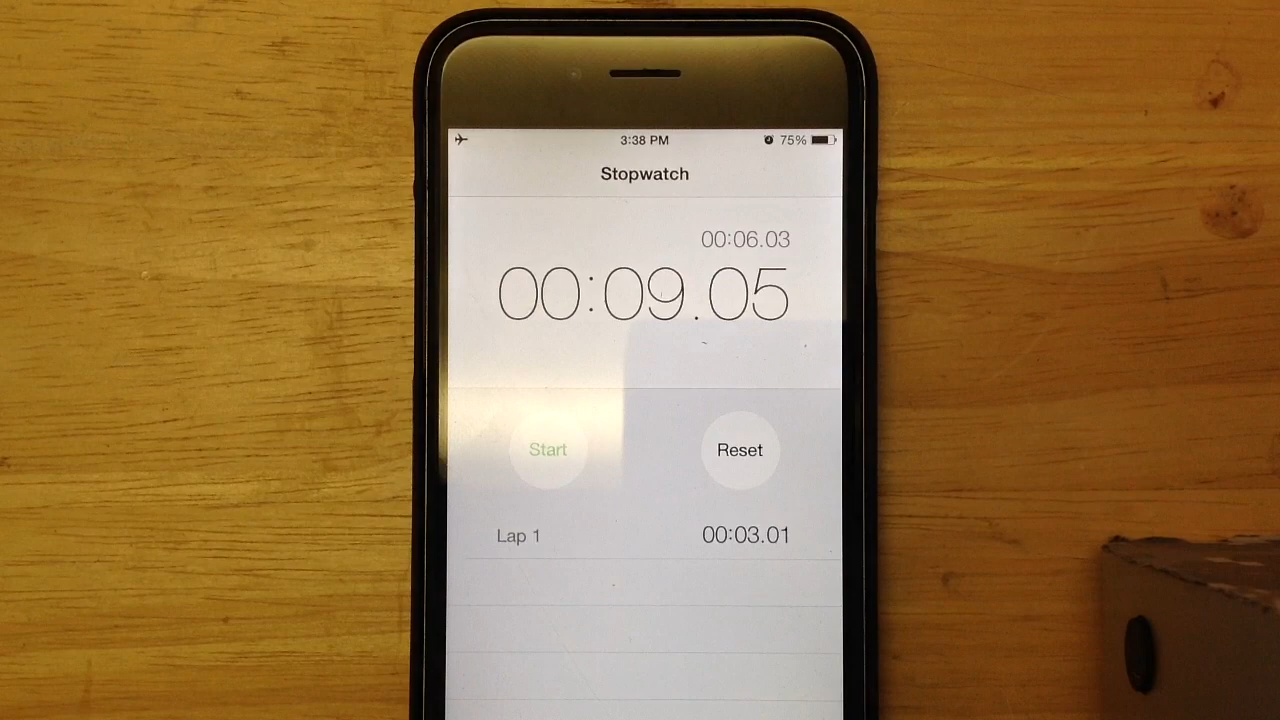 3:38 PM 75%
Stopwatch
00:06.03
00:09.05
Start Reset
Lap 1 00:03.01